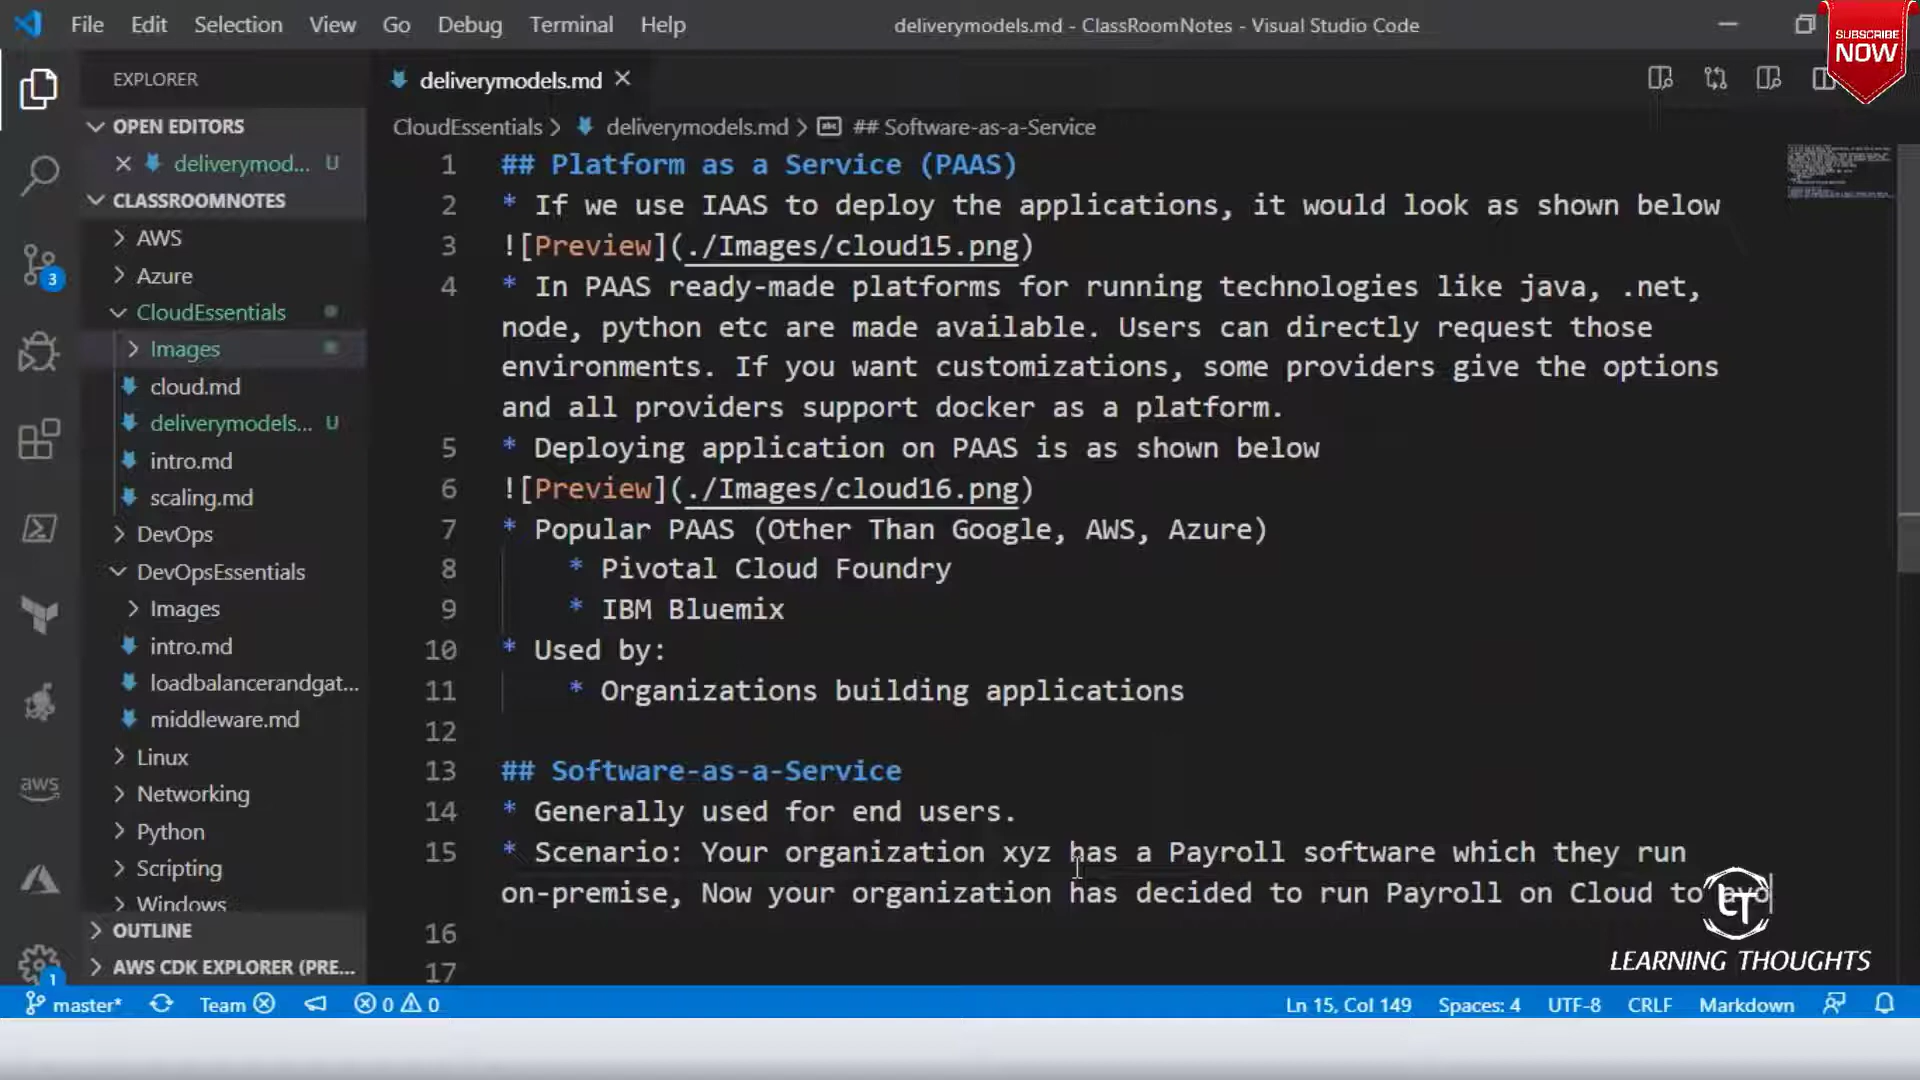 File Edit Selection View Go Debug Terminal Help deliverymodels.md - ClassRoomNotes - Visual Studio Code
SUBSCRIBE
NOW
EXPLORER
deliverymodels.md
OPEN EDITORS
deliverymod... U
CLASSROOMNOTES
AWS
Azure
CloudEssentials
Images
cloud.md
deliverymodels... U
intro.md
scaling.md
DevOps
DevOpsEssentials
Images
intro.md
loadbalancerandgat...
middleware.md
Linux
Networking
Python
Scripting
Windows
OUTLINE
AWS CDK EXPLORER (PRE...
3
aws
1
CloudEssentials > deliverymodels.md > abc ## Software-as-a-Service
1 ## Platform as a Service (PAAS)
2 * If we use IAAS to deploy the applications, it would look as shown below
3 ![Preview](./Images/cloud15.png)
4 * In PAAS ready-made platforms for running technologies like java, .net,
node, python etc are made available. Users can directly request those
environments. If you want customizations, some providers give the options
and all providers support docker as a platform.
5 * Deploying application on PAAS is as shown below
6 ![Preview](./Images/cloud16.png)
7 * Popular PAAS (Other Than Google, AWS, Azure)
8 * Pivotal Cloud Foundry
9 * IBM Bluemix
10 * Used by:
11 * Organizations building applications
12
13 ## Software-as-a-Service
14 * Generally used for end users.
15 * Scenario: Your organization xyz has a Payroll software which they run
on-premise, Now your organization has decided to run Payroll on Cloud to
16
17
LT
LEARNING THOUGHTS
master* Team 0 0 Ln 15, Col 149 Spaces: 4 UTF-8 CRLF Markdown